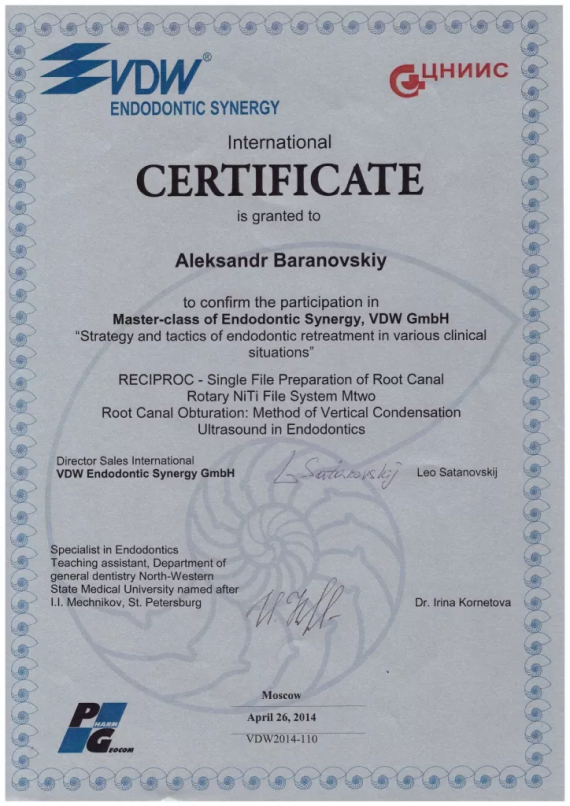 VDW®
ENDODONTIC SYNERGY
ЦНИИС
International
CERTIFICATE
is granted to
Aleksandr Baranovskiy
to confirm the participation in
Master-class of Endodontic Synergy, VDW GmbH
“Strategy and tactics of endodontic retreatment in various clinical
situations”
RECIPROC - Single File Preparation of Root Canal
Rotary NiTi File System Mtwo
Root Canal Obturation: Method of Vertical Condensation
Ultrasound in Endodontics
Director Sales International
VDW Endodontic Synergy GmbH
L. Satanovskij
Leo Satanovskij
Specialist in Endodontics
Teaching assistant, Department of
general dentistry North-Western
State Medical University named after
I.I. Mechnikov, St. Petersburg
Dr. Irina Kornetova
PHARM
GEOCOM
Moscow
April 26, 2014
VDW2014-110